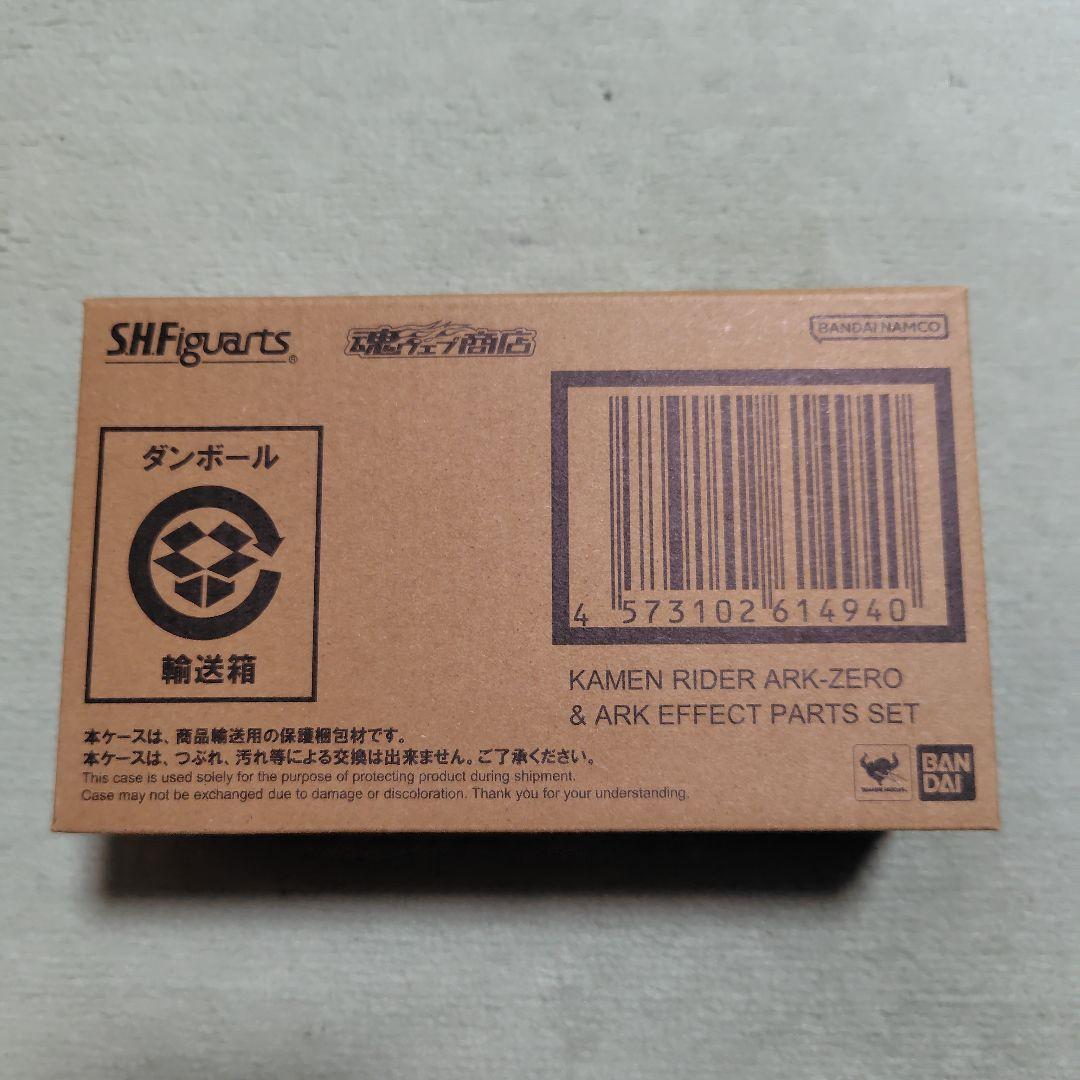 S.H.Figuarts®
魂ウェブ商店
BANDAI NAMCO
ダンボール
輸送箱
4 573102 614940
KAMEN RIDER ARK-ZERO
& ARK EFFECT PARTS SET
本ケースは、商品輸送用の保護梱包材です。
本ケースは、つぶれ、汚れ等による交換は出来ません。ご了承ください。
This case is used solely for the purpose of protecting product during shipment.
Case may not be exchanged due to damage or discoloration. Thank you for your understanding.
BAN
DAI